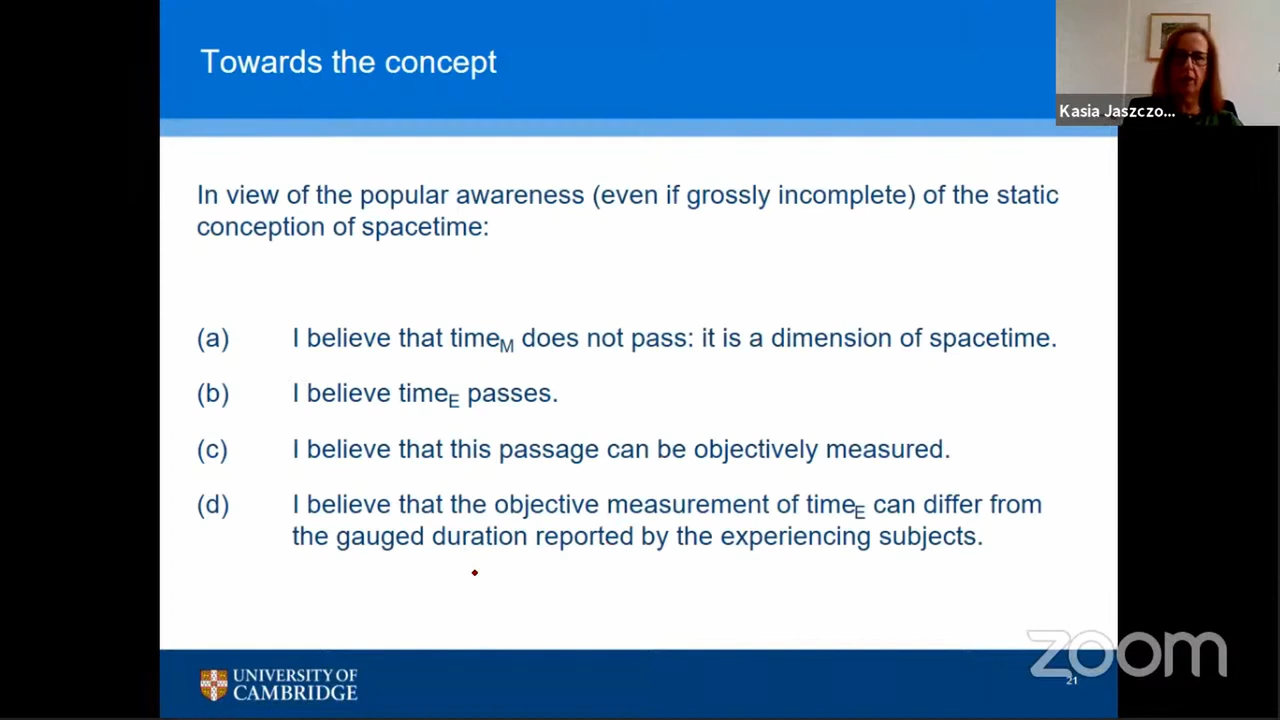 Towards the concept
Kasia Jaszczo...
In view of the popular awareness (even if grossly incomplete) of the static
conception of spacetime:
(a) I believe that timeM does not pass: it is a dimension of spacetime.
(b) I believe timeE passes.
(c) I believe that this passage can be objectively measured.
(d) I believe that the objective measurement of timeE can differ from
the gauged duration reported by the experiencing subjects.
UNIVERSITY OF
CAMBRIDGE
zoom
21